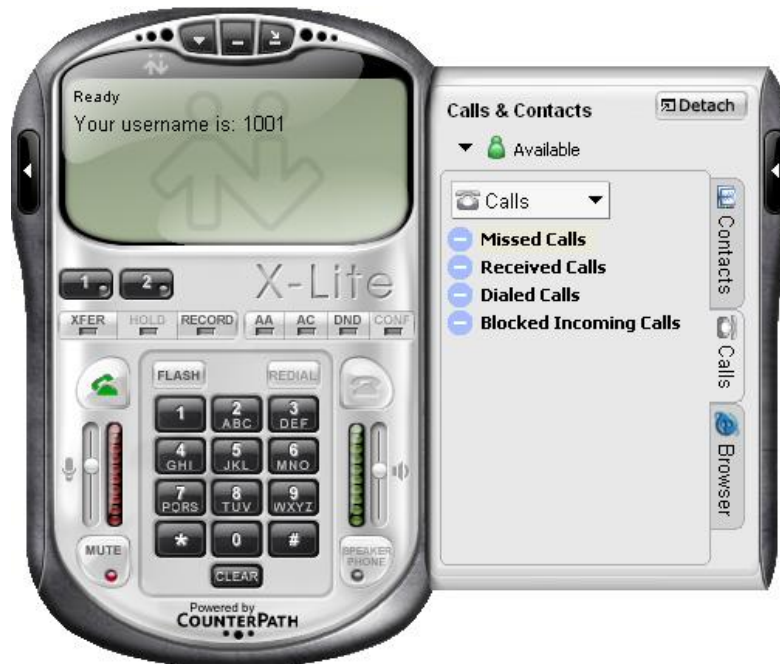 Ready
Your username is: 1001
1 2
X-Lite
XFER HOLD RECORD AA AC DND CONF
FLASH REDIAL
1 2 ABC 3 DEF
4 GHI 5 JKL 6 MNO
7 PQRS 8 TUV 9 WXYZ
* 0 #
MUTE
SPEAKER PHONE
CLEAR
Powered by
COUNTERPATH
Calls & Contacts
Detach
Available
Calls
Missed Calls
Received Calls
Dialed Calls
Blocked Incoming Calls
Contacts
Calls
Browser